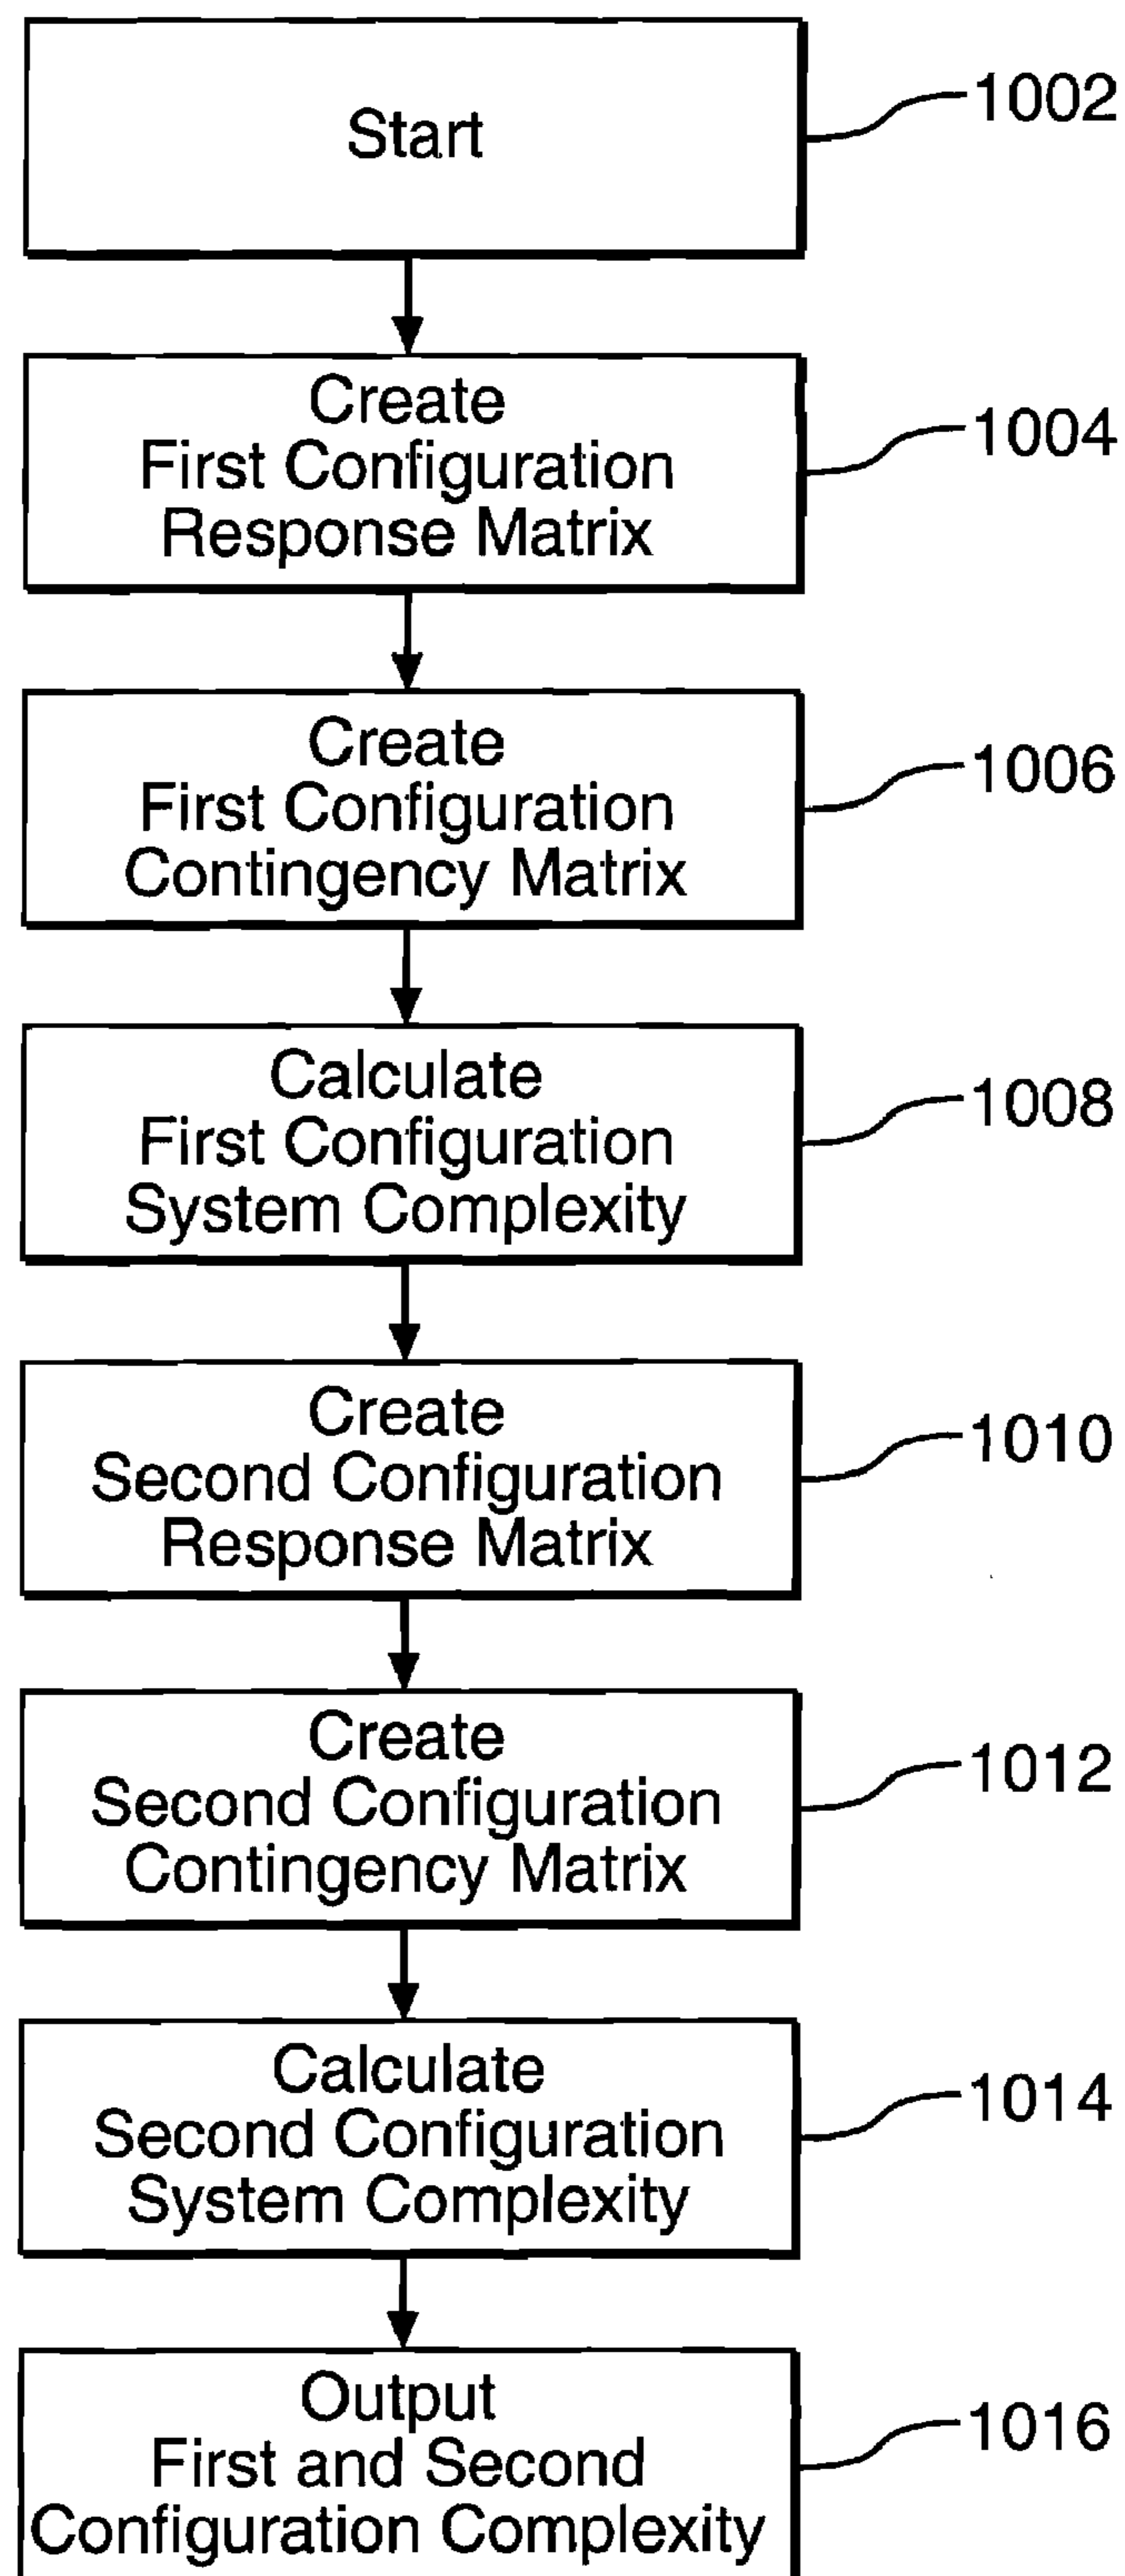 Start
1002
Create
First Configuration
Response Matrix
1004
Create
First Configuration
Contingency Matrix
1006
Calculate
First Configuration
System Complexity
1008
Create
Second Configuration
Response Matrix
1010
Create
Second Configuration
Contingency Matrix
1012
Calculate
Second Configuration
System Complexity
1014
Output
First and Second
Configuration Complexity
1016